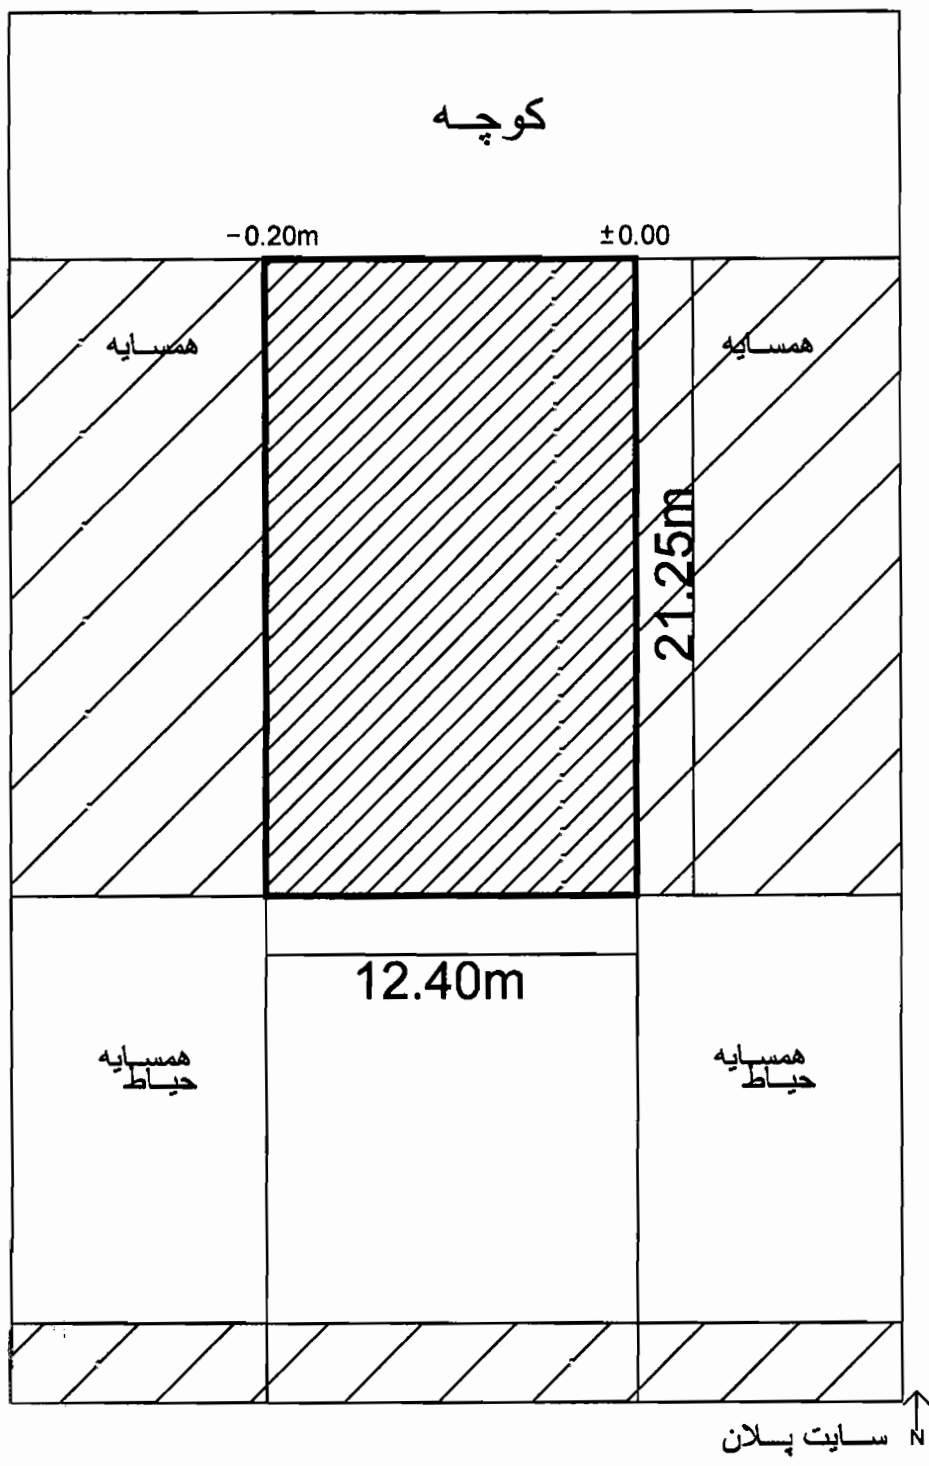 کوچه
-0.20m
±0.00
همسایه
همسایه
21.25m
12.40m
همسایه
حیاط
همسایه
حیاط
سایت پلان
N